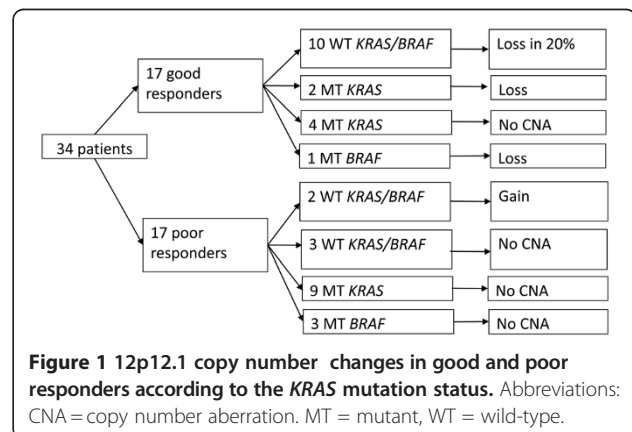 34 patients
17 good
responders
10 WT KRAS/BRAF
Loss in 20%
2 MT KRAS
Loss
4 MT KRAS
No CNA
1 MT BRAF
Loss
17 poor
responders
2 WT KRAS/BRAF
Gain
3 WT KRAS/BRAF
No CNA
9 MT KRAS
No CNA
3 MT BRAF
No CNA
Figure 1 12p12.1 copy number changes in good and poor
responders according to the KRAS mutation status. Abbreviations:
CNA = copy number aberration. MT = mutant, WT = wild-type.